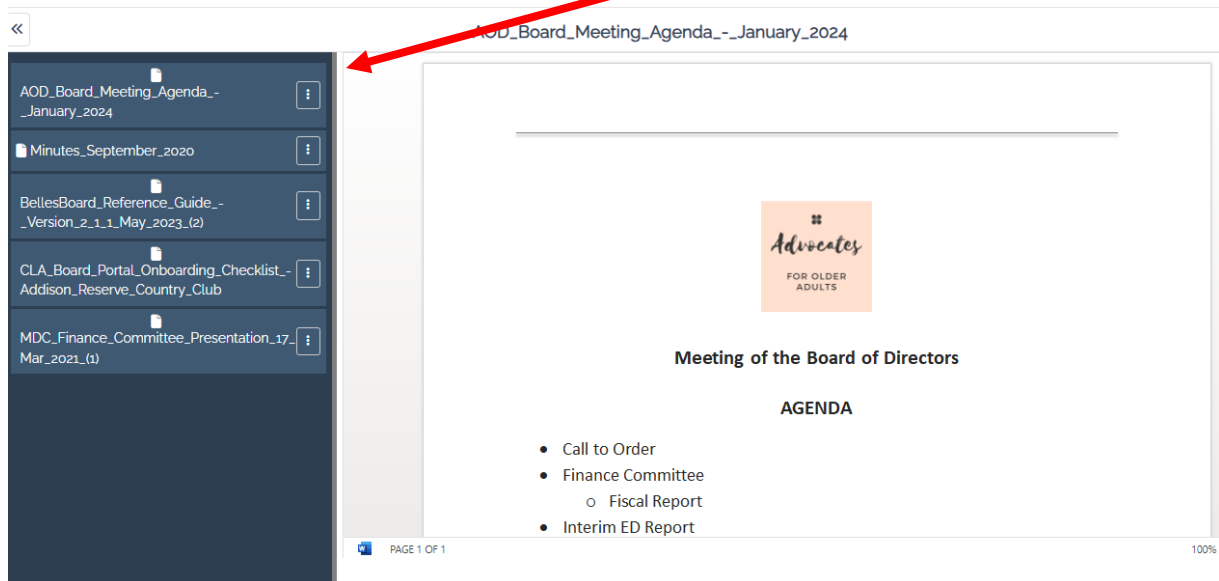 «
AOD_Board_Meeting_Agenda_-_January_2024
AOD_Board_Meeting_Agenda_-
_January_2024
Minutes_September_2020
BellesBoard_Reference_Guide_-
_Version_2_1_1_May_2023_(2)
CLA_Board_Portal_Onboarding_Checklist_-
Addison_Reserve_Country_Club
MDC_Finance_Committee_Presentation_17_
Mar_2021_(1)
Advocates
FOR OLDER
ADULTS
Meeting of the Board of Directors
AGENDA
• Call to Order
• Finance Committee
o Fiscal Report
• Interim ED Report
PAGE 1 OF 1
100%